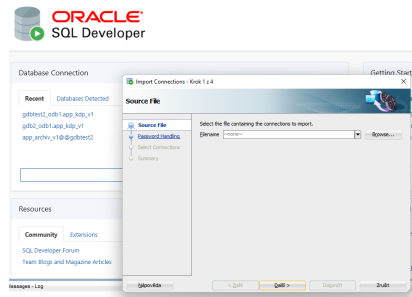 ORACLE
SQL Developer
Database Connection
Getting Start
Recent
Databases Detected
gdbtest2_odb1.app_kdp_v1
gdb2_odb1.app_kdp_v1
app_archiv_v1@@gdbtest2
Resources
Community
Extensions
SQL Developer Forum
Team Blogs and Magazine Articles
Messages - Log
Import Connections - Krok 1 z 4
Source File
Source File
Password Handling
Select Connections
Summary
Select the file containing the connections to import.
Filename
<none>
Browse...
Nápověda
< Zpět
Další >
Dokončit
Zrušit